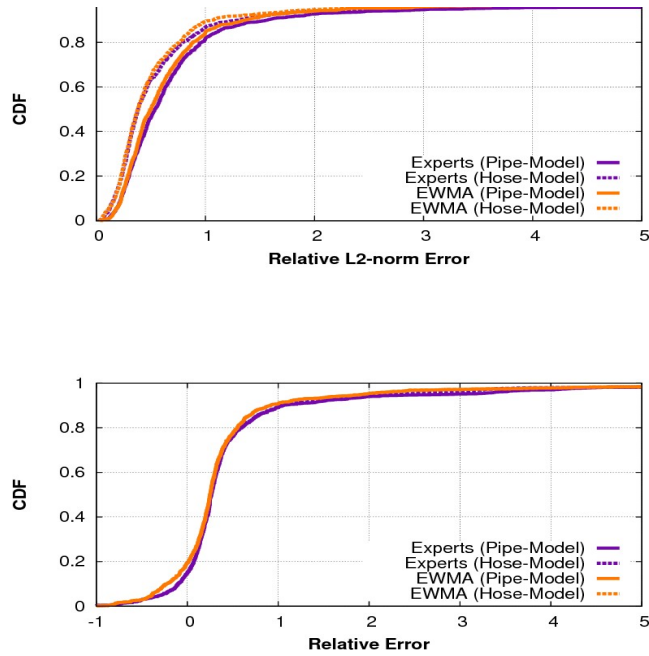 0.8
0.6
0.4
0.2
0
CDF
Experts (Pipe-Model)
Experts (Hose-Model)
EWMA (Pipe-Model)
EWMA (Hose-Model)
0 1 2 3 4 5
Relative L2-norm Error
1
0.8
0.6
0.4
0.2
0
CDF
Experts (Pipe-Model)
Experts (Hose-Model)
EWMA (Pipe-Model)
EWMA (Hose-Model)
-1 0 1 2 3 4 5
Relative Error